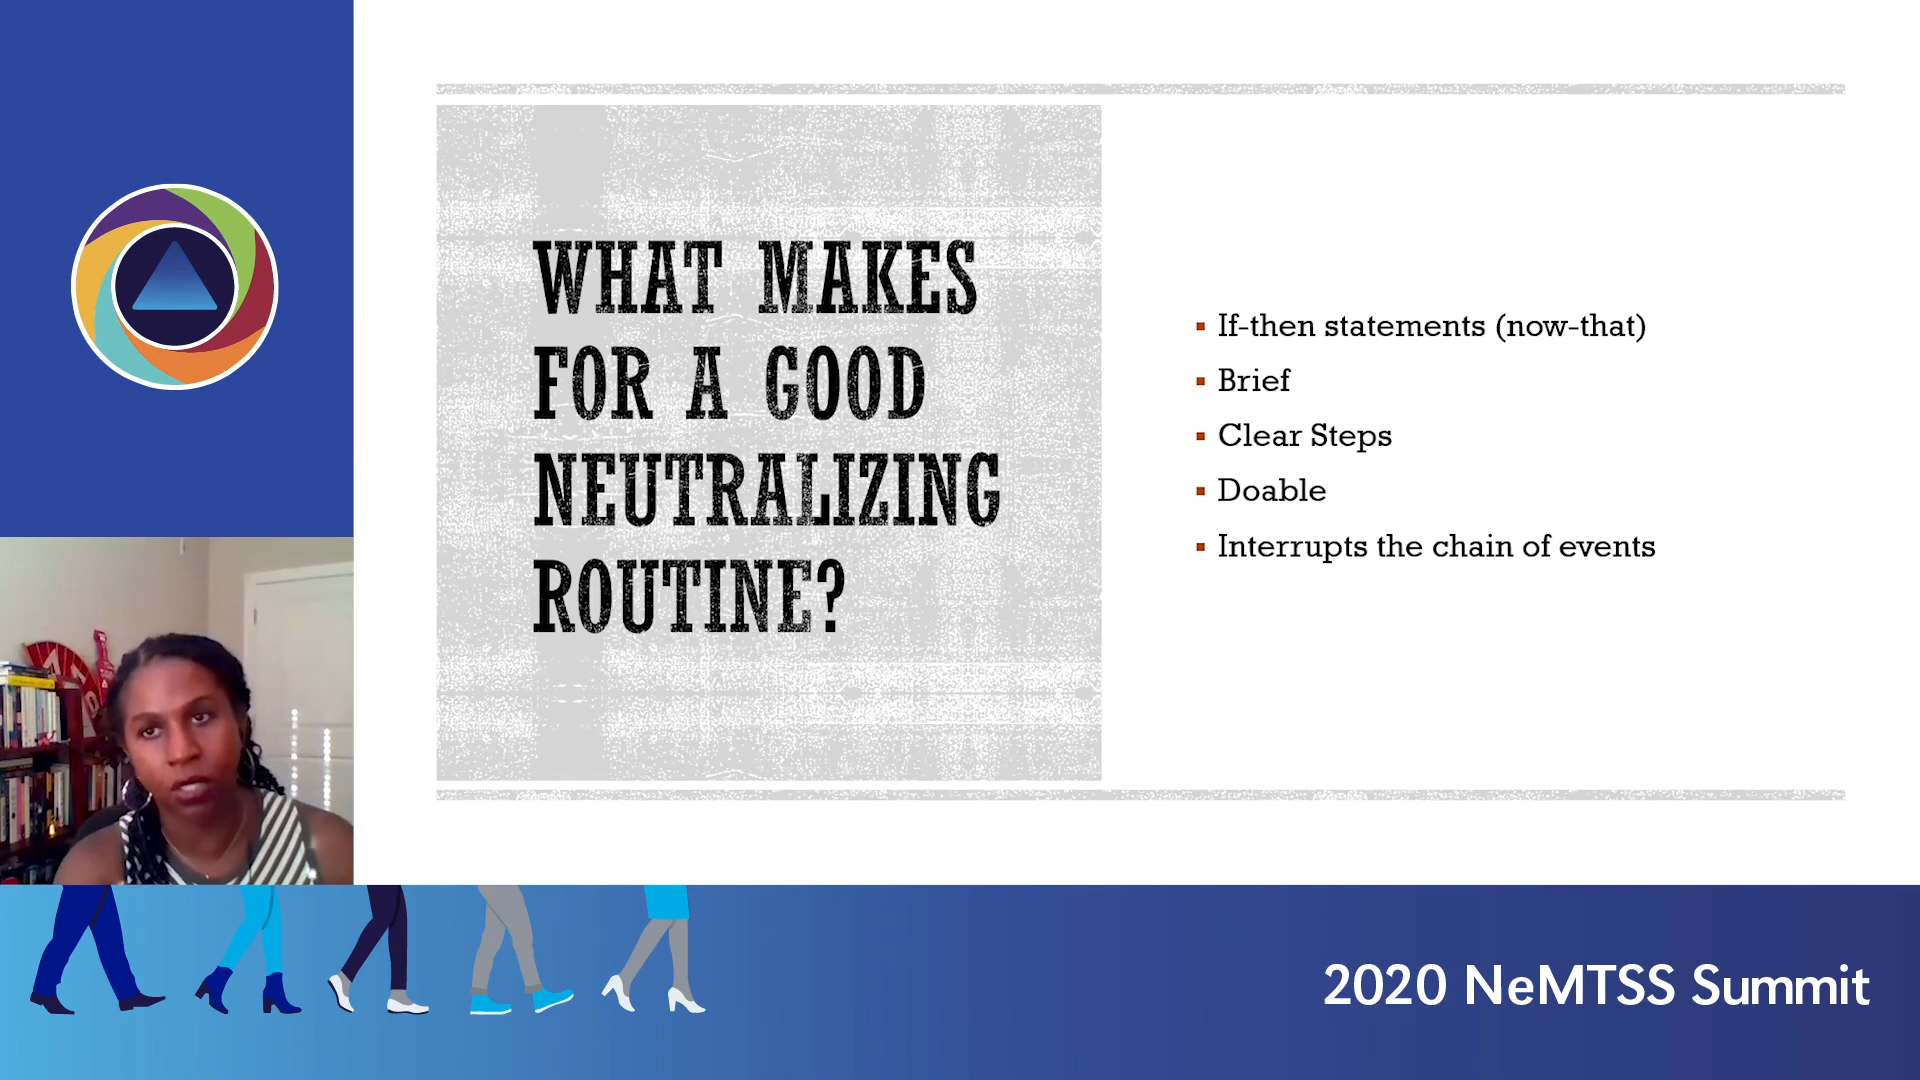 WHAT MAKES
FOR A GOOD
NEUTRALIZING
ROUTINE?
▪ If-then statements (now-that)
▪ Brief
▪ Clear Steps
▪ Doable
▪ Interrupts the chain of events
2020 NeMTSS Summit